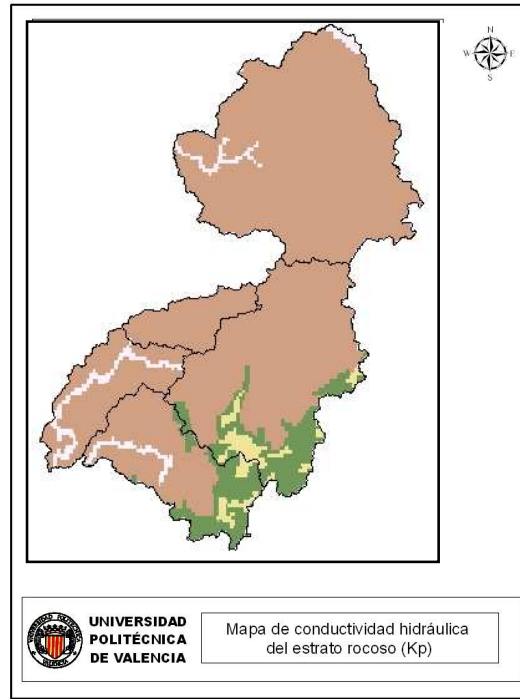 N
W E
S
UNIVERSIDAD
POLITÉCNICA
DE VALENCIA
Mapa de conductividad hidráulica
del estrato rocoso (Kp)